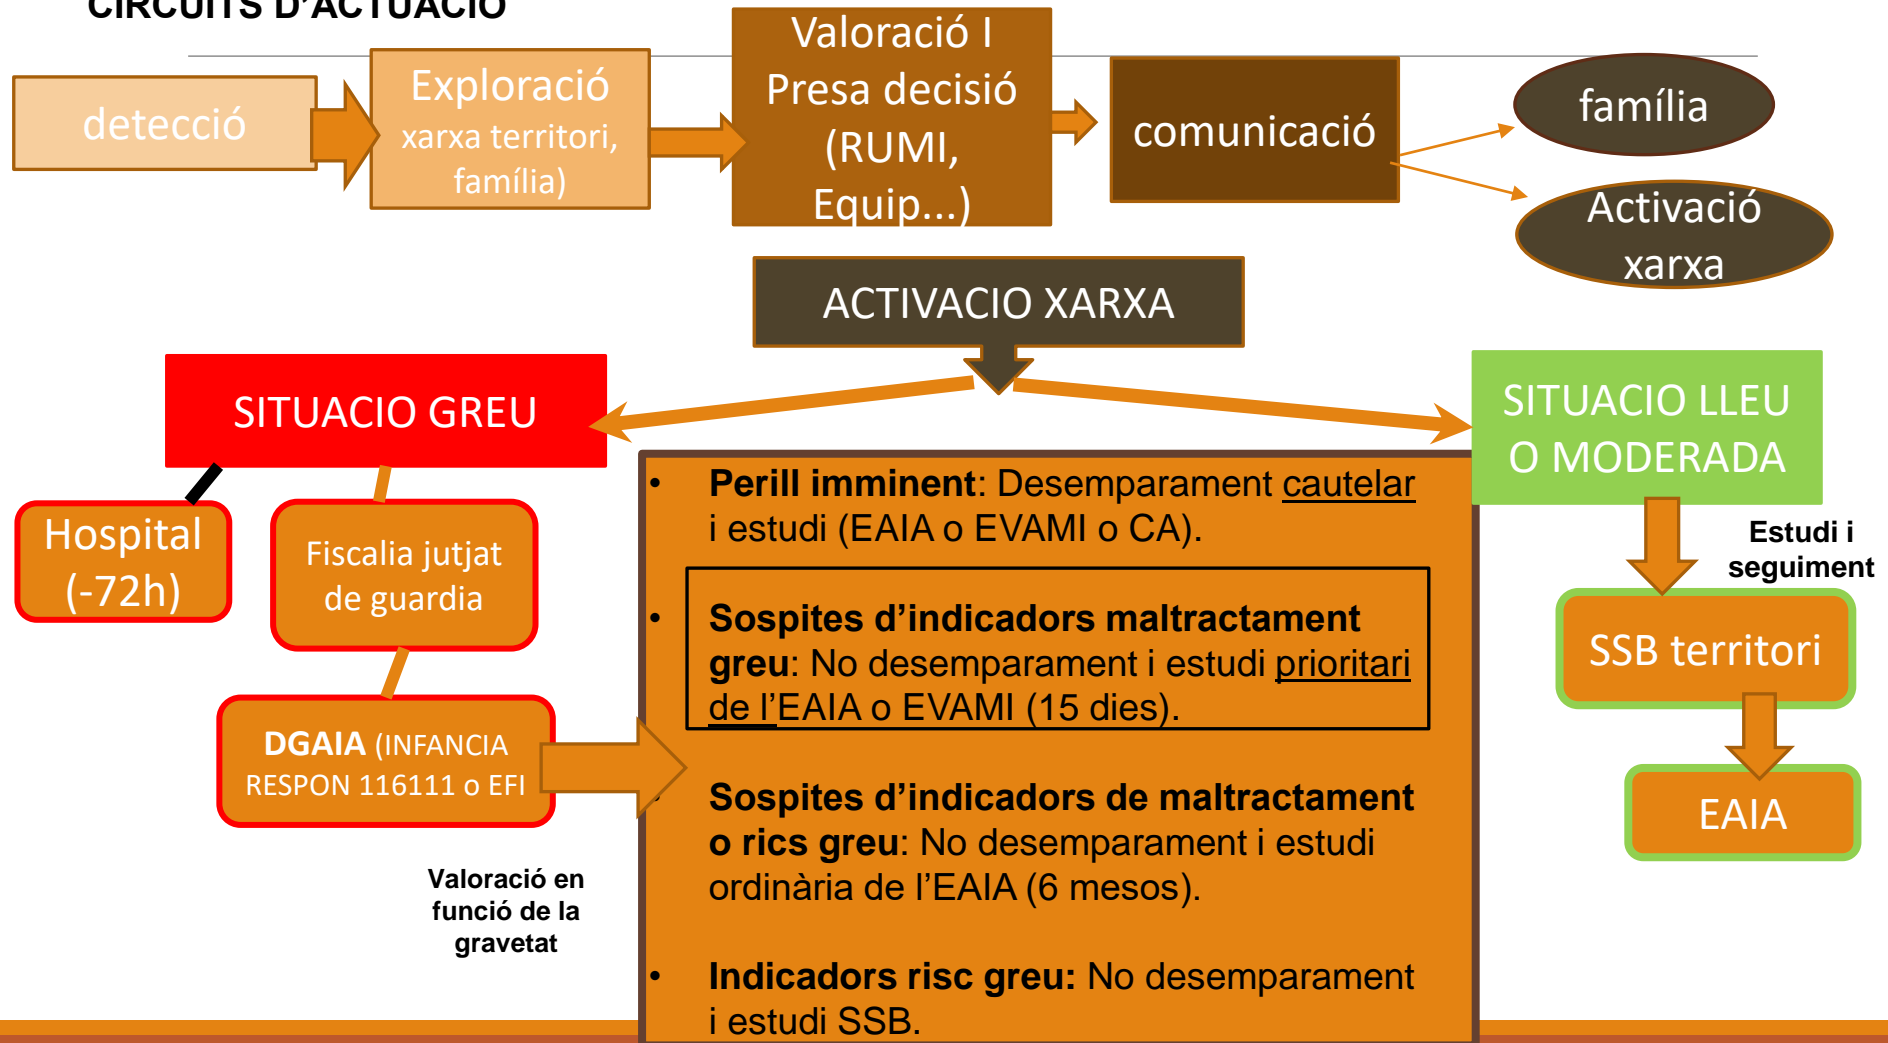 CIRCUITS D'ACTUACIÓ
detecció
Exploració
xarxa territori,
família)
Valoració I
Presa decisió
(RUMI,
Equip...)
comunicació
família
Activació
xarxa
ACTIVACIO XARXA
SITUACIO GREU
SITUACIO LLEU
O MODERADA
Hospital
(-72h)
Fiscalia jutjat
de guardia
DGAIA (INFANCIA
RESPON 116111 o EFI
Valoració en
funció de la
gravetat
• Perill imminent: Desemparament cautelar
i estudi (EAIA o EVAMI o CA).
• Sospites d’indicadors maltractament
greu: No desemparament i estudi prioritari
de l’EAIA o EVAMI (15 dies).
• Sospites d’indicadors de maltractament
o rics greu: No desemparament i estudi
ordinària de l’EAIA (6 mesos).
• Indicadors risc greu: No desemparament
i estudi SSB.
Estudi i
seguiment
SSB territori
EAIA